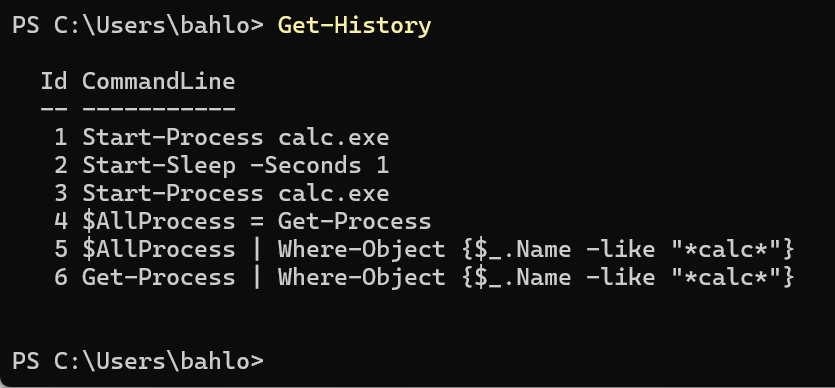 PS C:\Users\bahlo> Get-History
Id CommandLine
-- -----------
1 Start-Process calc.exe
2 Start-Sleep -Seconds 1
3 Start-Process calc.exe
4 $AllProcess = Get-Process
5 $AllProcess | Where-Object {$_.Name -like "*calc*"}
6 Get-Process | Where-Object {$_.Name -like "*calc*"}
PS C:\Users\bahlo>